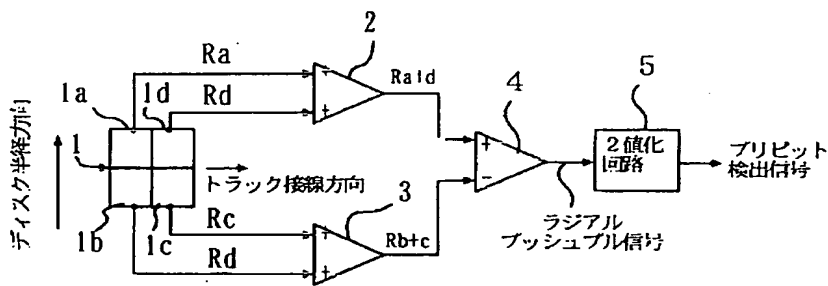 Ra
2
1a
1d
Rd
Ra+d
4
5
ディスク半径方向
1
トラック接線方向
+
-
2値化
回路
プリピット
検出信号
ラジアル
プッシュプル信号
Rc
3
1b
1c
Rd
Rb+c
+
+
+
+